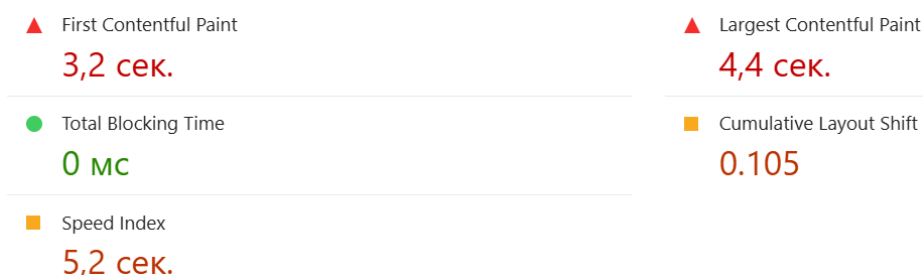 First Contentful Paint
3,2 сек.
Largest Contentful Paint
4,4 сек.
Total Blocking Time
0 мс
Cumulative Layout Shift
0.105
Speed Index
5,2 сек.